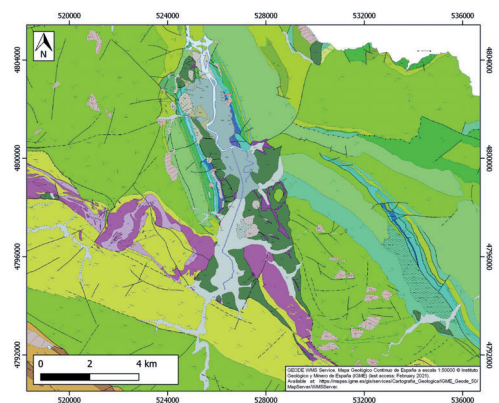 520000 524000 528000 532000 536000
4804000 4804000
N
4800000 4800000
4796000 4796000
4792000 4792000
2 4 km
GEODE WMS Service. Mapa Geológico Continuo de España a escala 1:50000 © Instituto
Geológico y Minero de España (IGME) (last access: February 2021).
Available at: https://mapas.igme.es/gis/services/Cartografia_Geologica/IGME_Geode_50/
MapServer/WMSServer.
520000 524000 528000 532000 536000